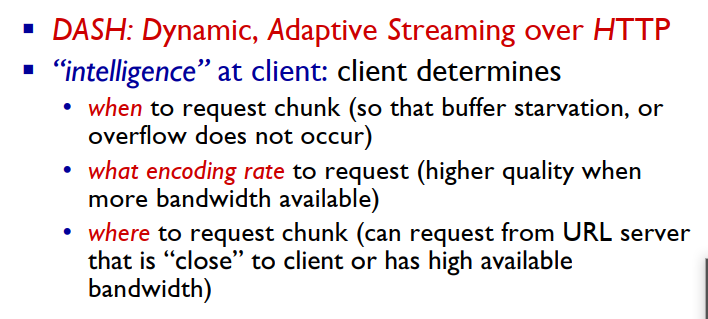 ▪ DASH: Dynamic, Adaptive Streaming over HTTP
▪ “intelligence” at client: client determines
• when to request chunk (so that buffer starvation, or
overflow does not occur)
• what encoding rate to request (higher quality when
more bandwidth available)
• where to request chunk (can request from URL server
that is “close” to client or has high available
bandwidth)